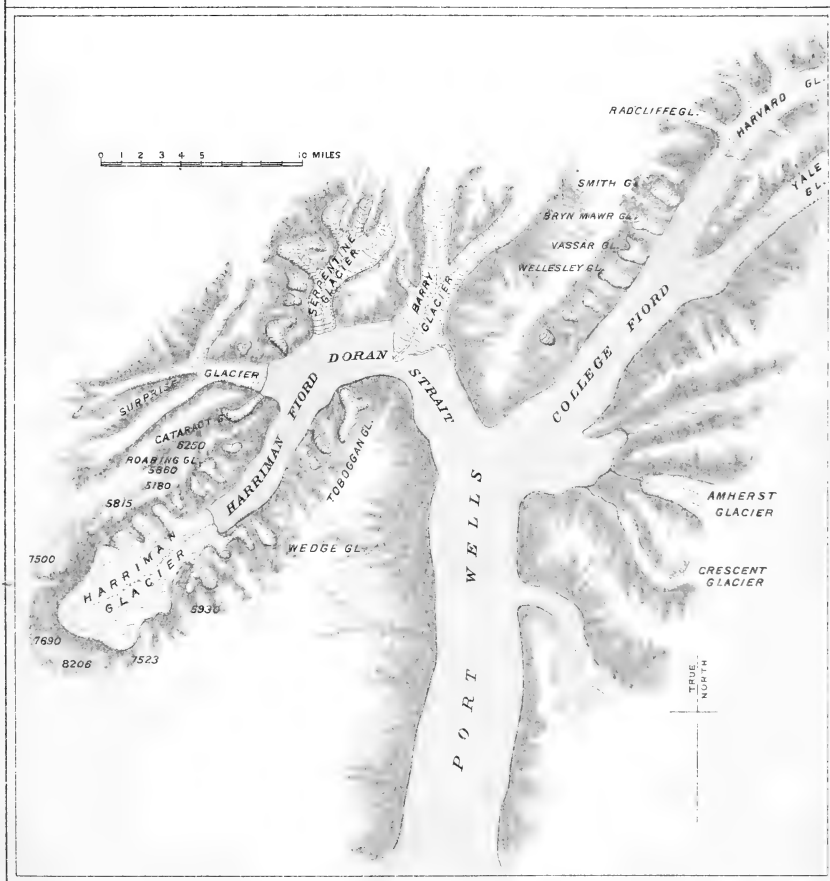 RADCLIFFE GL.
HARVARD GL.
0 1 2 3 4 5 10 MILES
YALE
GL.
SMITH G
BRYN MAWR GL.
VASSAR GL.
WELLESLEY GL.
SERPENTINE
GLACIER
BARRY
GLACIER
COLLEGE FIORD
DORAN
STRAIT
SURPRISE
GLACIER
HARRIMAN FIORD
CATARACT GL.
6250
ROARING GL.
5860
5180
5815
TOBOGGAN GL.
AMHERST
GLACIER
HARRIMAN
GLACIER
WEDGE GL.
PORT WELLS
CRESCENT
GLACIER
7500
5930
7690
8206
7523
TRUE
NORTH